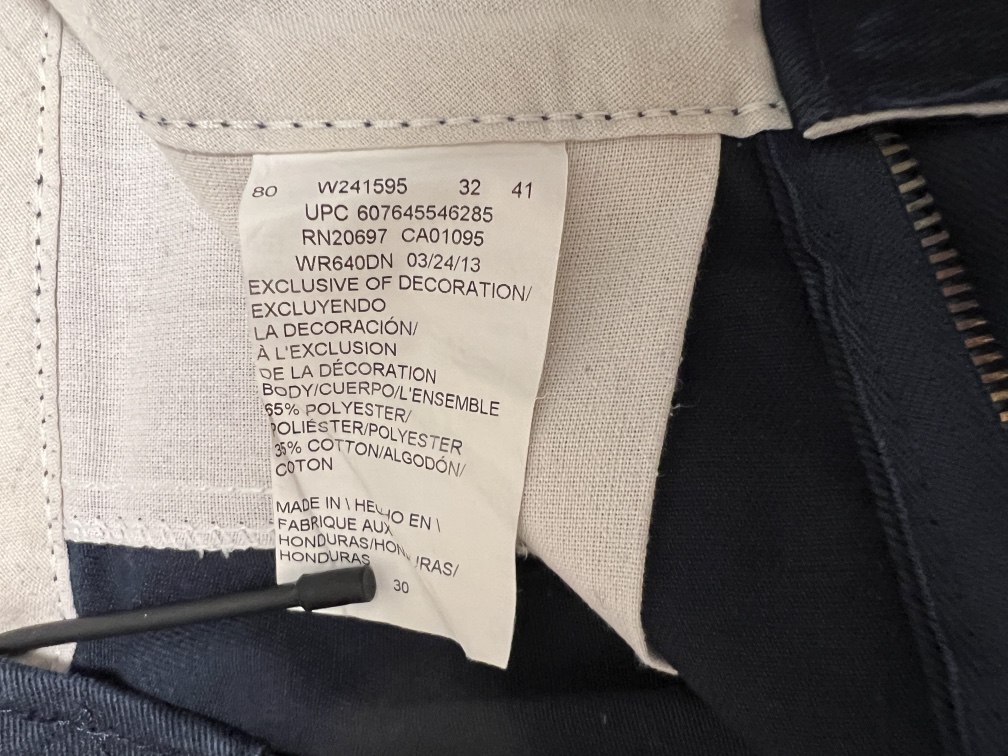 80 W241595 32 41
UPC 607645546285
RN20697 CA01095
WR640DN 03/24/13
EXCLUSIVE OF DECORATION/
EXCLUYENDO
LA DECORACIÓN/
À L'EXCLUSION
DE LA DÉCORATION
BODY/CUERPO/L'ENSEMBLE
65% POLYESTER/
POLIÉSTER/POLYESTER
35% COTTON/ALGODÓN/
COTON
MADE IN \ HECHO EN \
FABRIQUE AUX
HONDURAS/HONDURAS/
HONDURAS
30